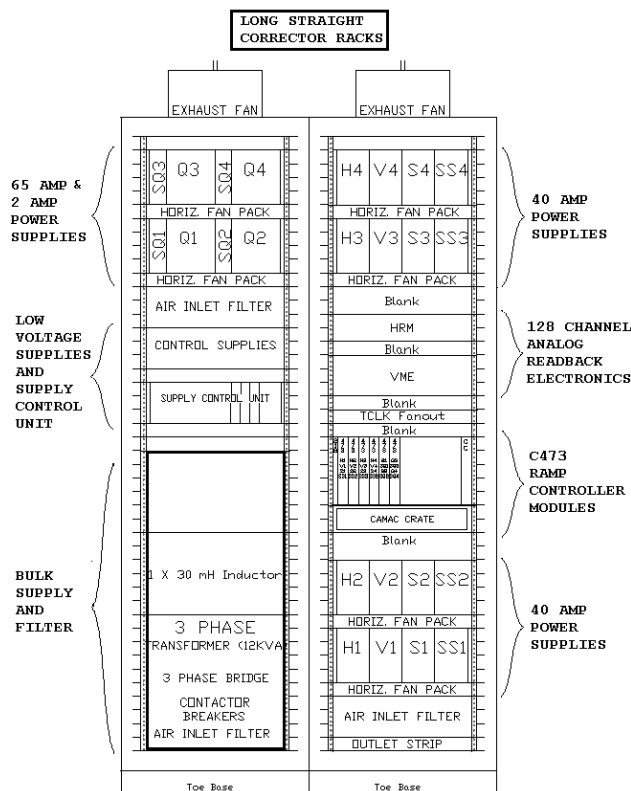 LONG STRAIGHT
CORRECTOR RACKS
EXHAUST FAN
EXHAUST FAN
65 AMP &
2 AMP
POWER
SUPPLIES
LOW
VOLTAGE
SUPPLIES
AND
SUPPLY
CONTROL
UNIT
BULK
SUPPLY
AND
FILTER
SQ3 Q3 SQ4 Q4
HORIZ. FAN PACK
SQ1 Q1 SQ2 Q2
HORIZ. FAN PACK
AIR INLET FILTER
CONTROL SUPPLIES
SUPPLY CONTROL UNIT
1 X 30 mH Inductor
3 PHASE
TRANSFORMER (12KVA
3 PHASE BRIDGE
CONTACTOR
BREAKERS
AIR INLET FILTER
Toe Base
H4 V4 S4 SS4
HORIZ. FAN PACK
H3 V3 S3 SS3
HORIZ. FAN PACK
Blank
HRM
Blank
VME
Blank
TCLK Fanout
Blank
CAMAC CRATE
Blank
H2 V2 S2 SS2
HORIZ. FAN PACK
H1 V1 S1 SS1
HORIZ. FAN PACK
AIR INLET FILTER
OUTLET STRIP
Toe Base
40 AMP
POWER
SUPPLIES
128 CHANNEL
ANALOG
READBACK
ELECTRONICS
C473
RAMP
CONTROLLER
MODULES
40 AMP
POWER
SUPPLIES